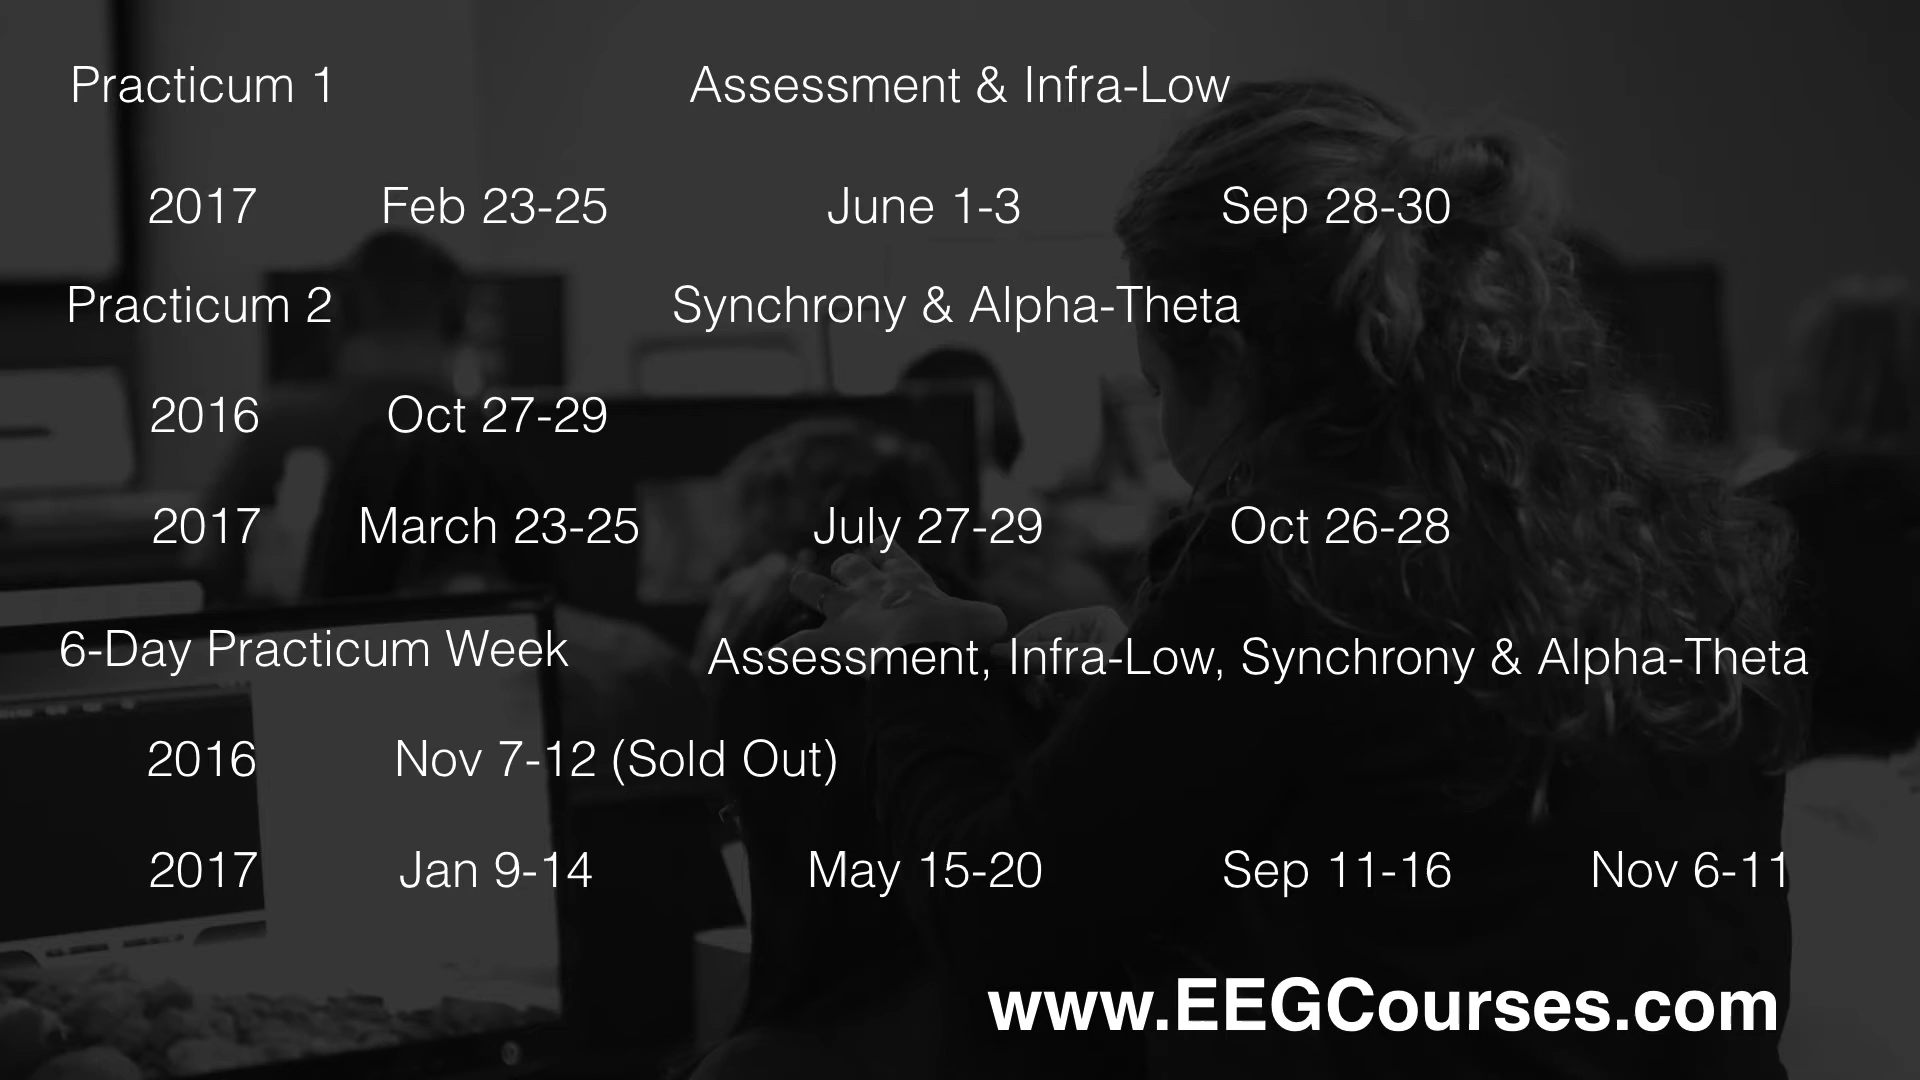 Practicum 1 Assessment & Infra-Low
2017 Feb 23-25 June 1-3 Sep 28-30
Practicum 2 Synchrony & Alpha-Theta
2016 Oct 27-29
2017 March 23-25 July 27-29 Oct 26-28
6-Day Practicum Week Assessment, Infra-Low, Synchrony & Alpha-Theta
2016 Nov 7-12 (Sold Out)
2017 Jan 9-14 May 15-20 Sep 11-16 Nov 6-11
www.EEGCourses.com